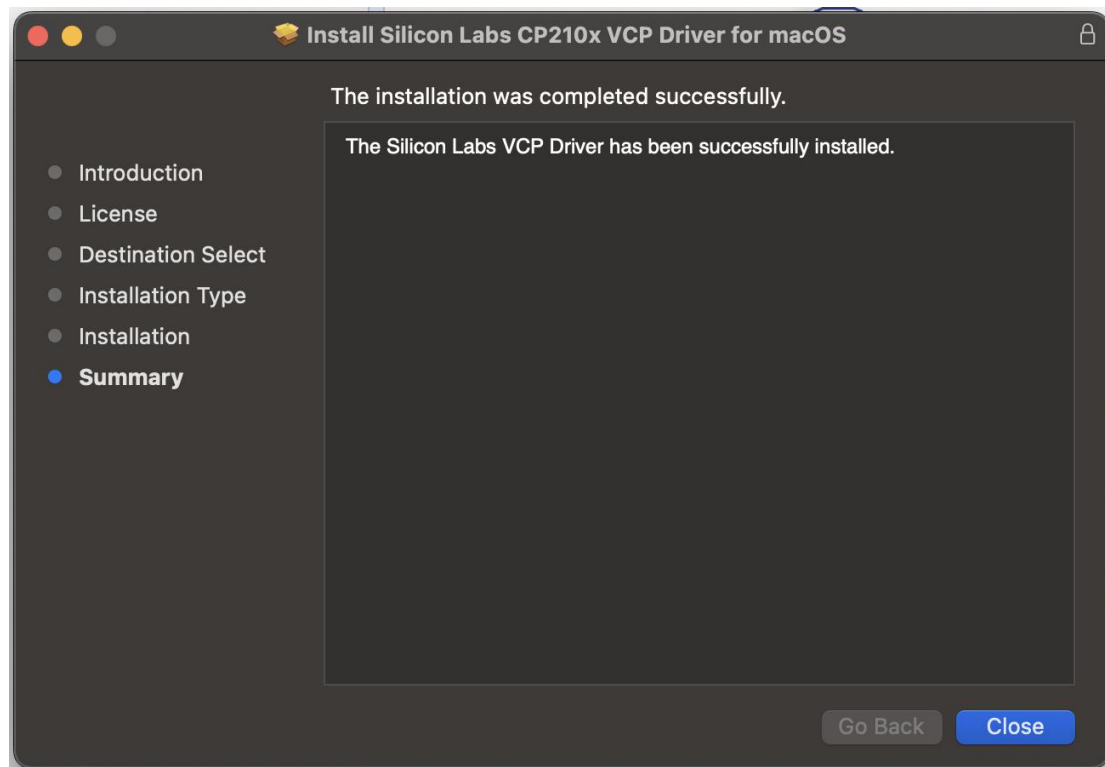 Install Silicon Labs CP210x VCP Driver for macOS
The installation was completed successfully.
The Silicon Labs VCP Driver has been successfully installed.
Introduction
License
Destination Select
Installation Type
Installation
Summary
Go Back
Close